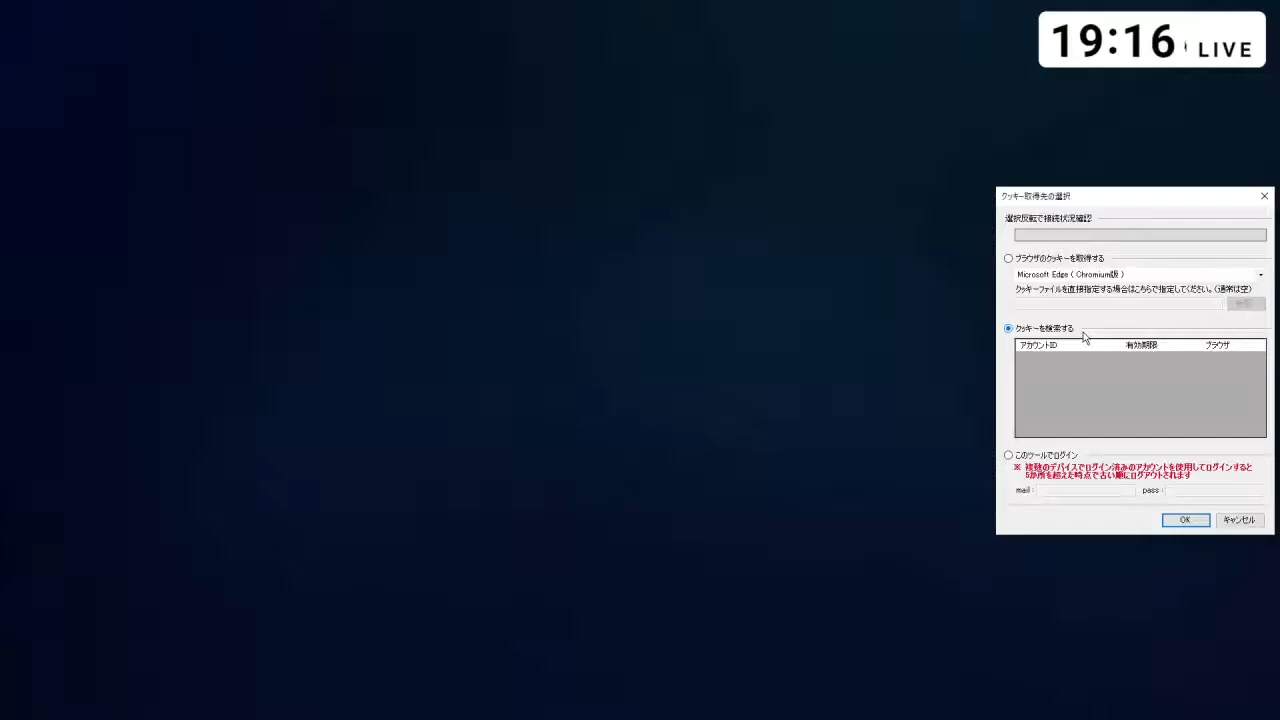 19:16 LIVE
クッキー取得先の選択
選択反転で接続状況確認
ブラウザのクッキーを取得する
Microsoft Edge ( Chromium版 )
クッキーファイルを直接指定する場合はこちらで指定してください。(通常は空)
クッキーを検索する
アカウントID 有効期限 ブラウザ
このツールでログイン
※ 複数のデバイスでログイン済みのアカウントを使用してログインすると
5か所を超えた時点で古い順にログアウトされます
mail : pass :
OK キャンセル